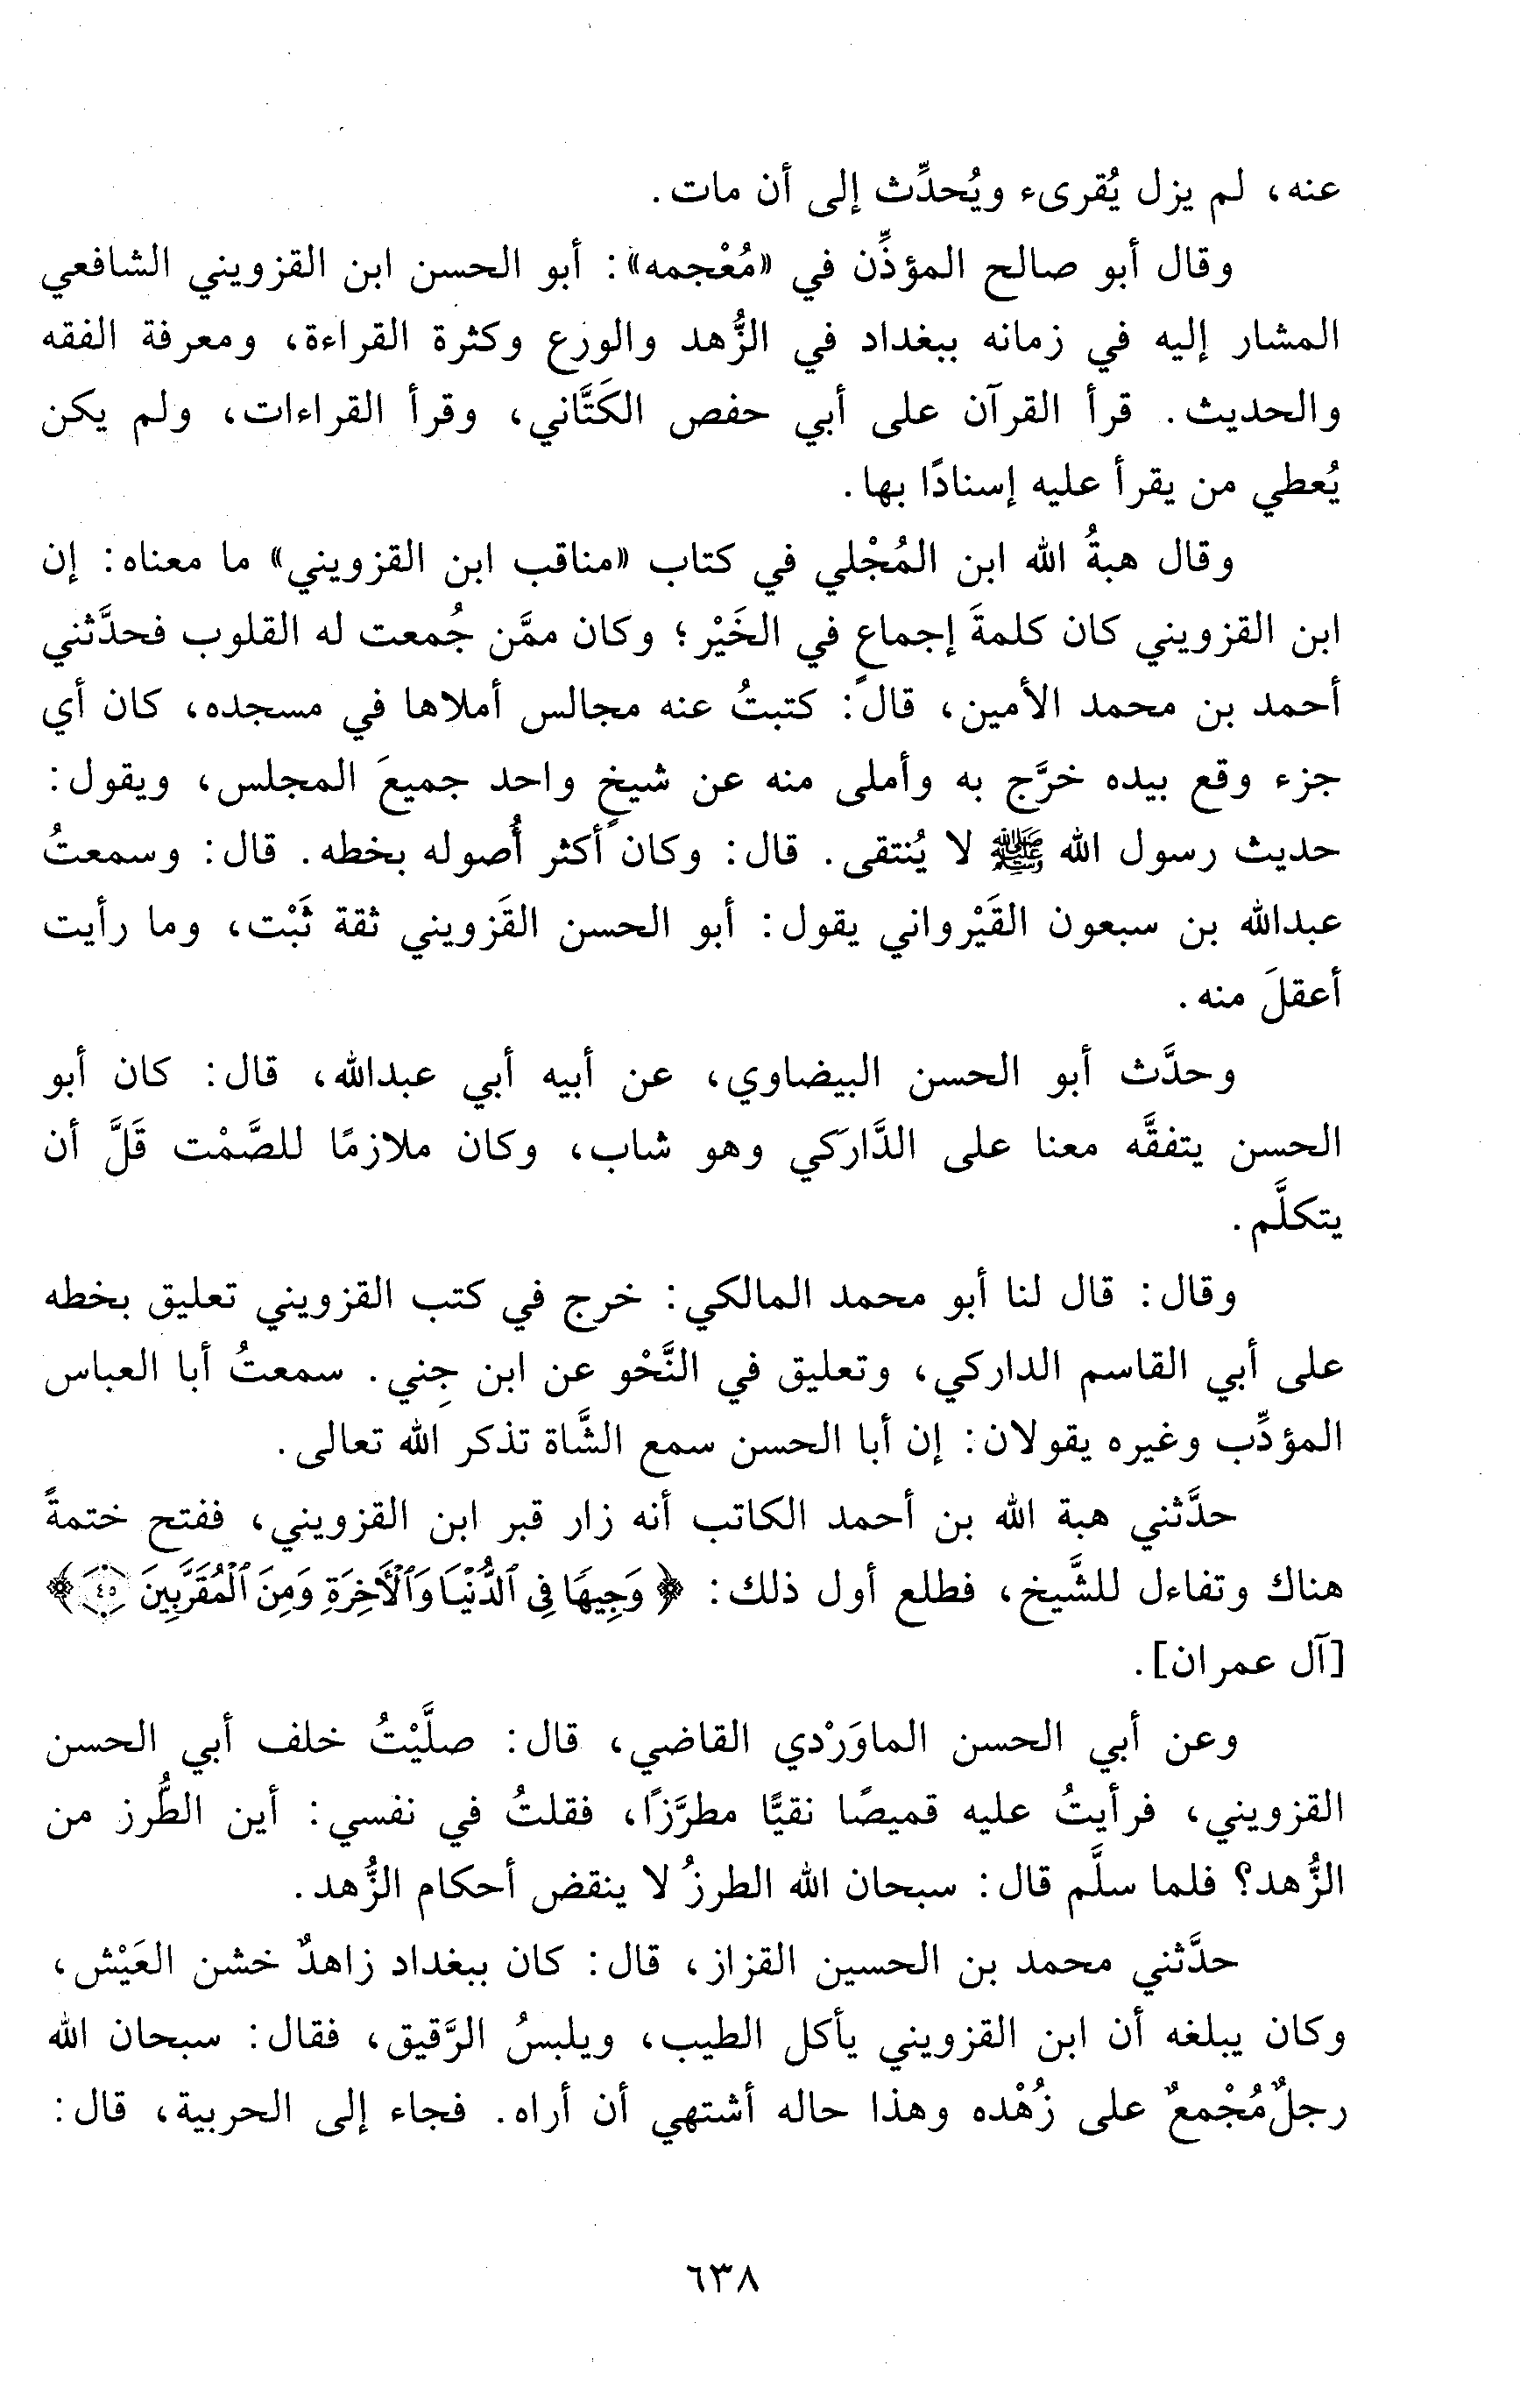 عنه، لم يزل يُقرىء ويُحدِّث إلى أن مات.
وقال أبو صالح المؤذِّن في «مُعْجمه»: أبو الحسن ابن القزويني الشافعي
المشار إليه في زمانه ببغداد في الزُّهد والورَع وكثرة القراءة، ومعرفة الفقه
والحديث. قرأ القرآن على أبي حفص الكَتَّاني، وقرأ القراءات، ولم يكن
يُعطي من يقرأ عليه إسنادًا بها.
وقال هبةُ الله ابن المُجْلي في كتاب «مناقب ابن القزويني» ما معناه: إن
ابن القزويني كان كلمةَ إجماعٍ في الخَيْر؛ وكان ممَّن جُمعت له القلوب فحدَّثني
أحمد بن محمد الأمين، قال: كتبتُ عنه مجالس أملاها في مسجده، كان أي
جزء وقع بيده خرَّج به وأملى منه عن شيخٍ واحد جميعَ المجلس، ويقول:
حديث رسول الله ﷺ لا يُنتقى. قال: وكان أكثر أُصوله بخطه. قال: وسمعتُ
عبدالله بن سبعون القَيْرواني يقول: أبو الحسن القَزويني ثقة ثَبْت، وما رأيت
أعقلَ منه.
وحدَّث أبو الحسن البيضاوي، عن أبيه أبي عبدالله، قال: كان أبو
الحسن يتفقَّه معنا على الدَّارَكي وهو شاب، وكان ملازمًا للصَّمْت قَلَّ أن
يتكلَّم.
وقال: قال لنا أبو محمد المالكي: خرج في كتب القزويني تعليق بخطه
على أبي القاسم الداركي، وتعليق في النَّحْو عن ابن جِني. سمعتُ أبا العباس
المؤدِّب وغيره يقولان: إن أبا الحسن سمع الشَّاة تذكر الله تعالى.
حدَّثني هبة الله بن أحمد الكاتب أنه زار قبر ابن القزويني، ففتح ختمةً
هناك وتفاءل للشَّيخ، فطلع أول ذلك: ﴿وَجِيهًا فِى ٱلدُّنْيَا وَٱلْأَخِرَةِ وَمِنَ ٱلْمُقَرَّبِينَ ٤٥﴾
[آل عمران].
وعن أبي الحسن الماوَرْدي القاضي، قال: صلَّيْتُ خلف أبي الحسن
القزويني، فرأيتُ عليه قميصًا نقيًّا مطرَّزًا، فقلتُ في نفسي: أين الطُّرز من
الزُّهد؟ فلما سلَّم قال: سبحان الله الطرزُ لا ينقض أحكام الزُّهد.
حدَّثني محمد بن الحسين القزاز، قال: كان ببغداد زاهدٌ خشن العَيْش،
وكان يبلغه أن ابن القزويني يأكل الطيب، ويلبسُ الرَّقيق، فقال: سبحان الله
رجلٌ مُجْمعٌ على زُهْده وهذا حاله أشتهي أن أراه. فجاء إلى الحربية، قال:
٦٣٨